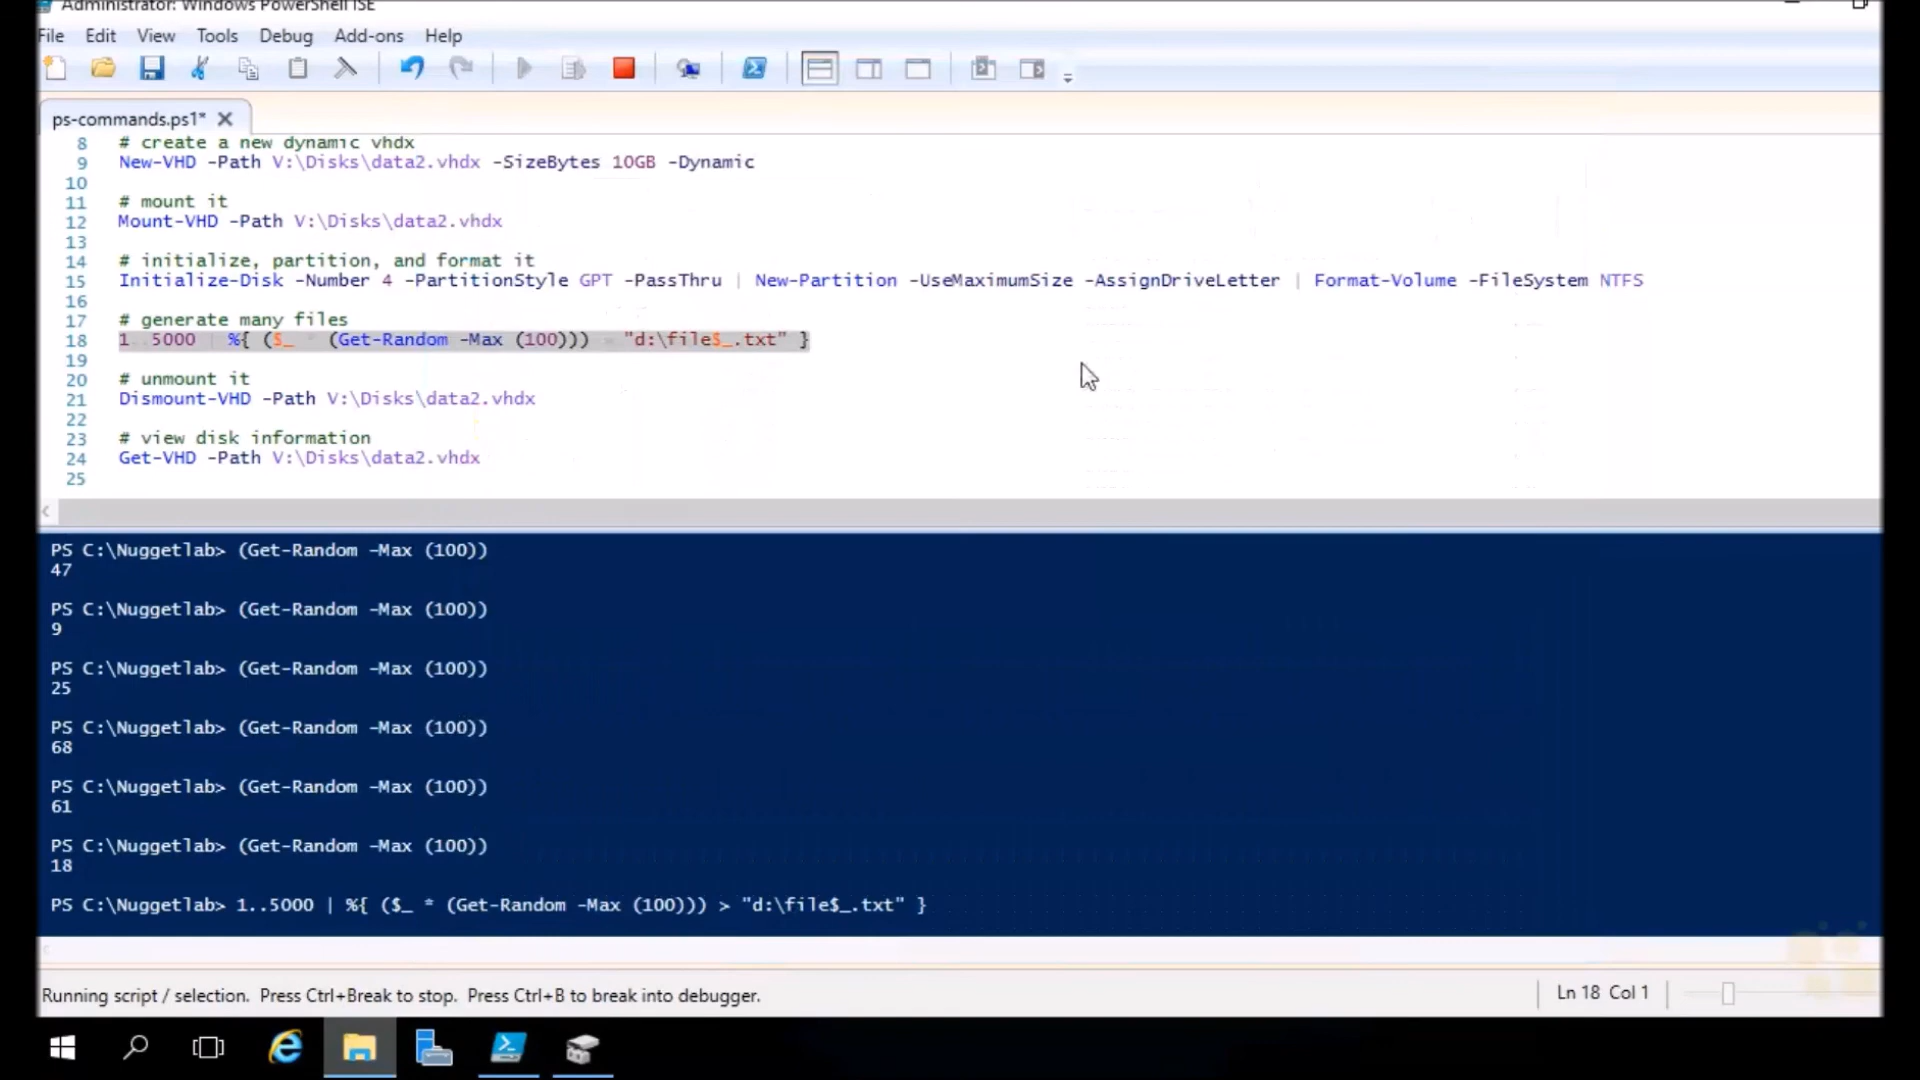 Administrator: Windows PowerShell ISE
File Edit View Tools Debug Add-ons Help
ps-commands.ps1*
8 # create a new dynamic vhdx
9 New-VHD -Path V:\Disks\data2.vhdx -SizeBytes 10GB -Dynamic
10
11 # mount it
12 Mount-VHD -Path V:\Disks\data2.vhdx
13
14 # initialize, partition, and format it
15 Initialize-Disk -Number 4 -PartitionStyle GPT -PassThru | New-Partition -UseMaximumSize -AssignDriveLetter | Format-Volume -FileSystem NTFS
16
17 # generate many files
18 1..5000 | %{ ($_ * (Get-Random -Max (100))) > "d:\file$_.txt" }
19
20 # unmount it
21 Dismount-VHD -Path V:\Disks\data2.vhdx
22
23 # view disk information
24 Get-VHD -Path V:\Disks\data2.vhdx
25
PS C:\Nuggetlab> (Get-Random -Max (100))
47
PS C:\Nuggetlab> (Get-Random -Max (100))
9
PS C:\Nuggetlab> (Get-Random -Max (100))
25
PS C:\Nuggetlab> (Get-Random -Max (100))
68
PS C:\Nuggetlab> (Get-Random -Max (100))
61
PS C:\Nuggetlab> (Get-Random -Max (100))
18
PS C:\Nuggetlab> 1..5000 | %{ ($_ * (Get-Random -Max (100))) > "d:\file$_.txt" }
Running script / selection. Press Ctrl+Break to stop. Press Ctrl+B to break into debugger.
Ln 18 Col 1